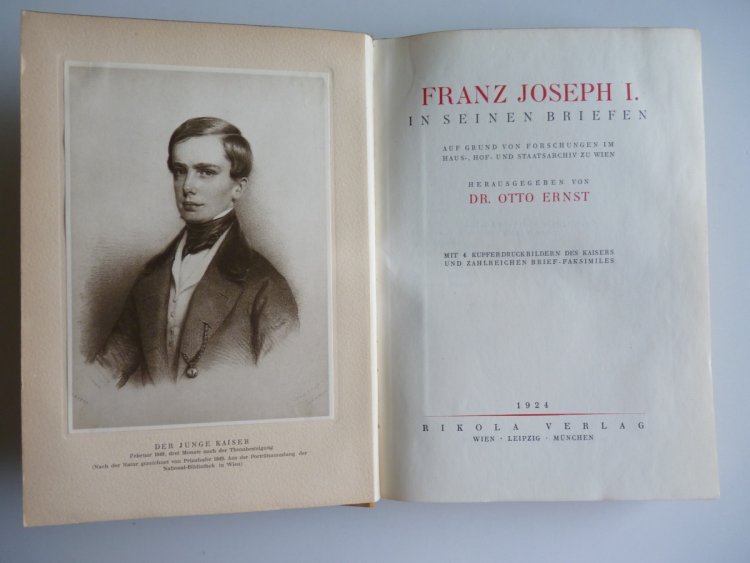 DER JUNGE KAISER
Februar 1849, drei Monate nach der Thronbesteigung
(Nach der Natur gezeichnet von Prinzhofer 1849. Aus der Porträtsammlung der
National-Bibliothek in Wien)
FRANZ JOSEPH I.
IN SEINEN BRIEFEN
AUF GRUND VON FORSCHUNGEN IM
HAUS-, HOF- UND STAATSARCHIV ZU WIEN
HERAUSGEGEBEN VON
DR. OTTO ERNST
MIT 4 KUPFERDRUCKBILDERN DES KAISERS
UND ZAHLREICHEN BRIEF-FAKSIMILES
1924
RIKOLA VERLAG
WIEN · LEIPZIG · MÜNCHEN